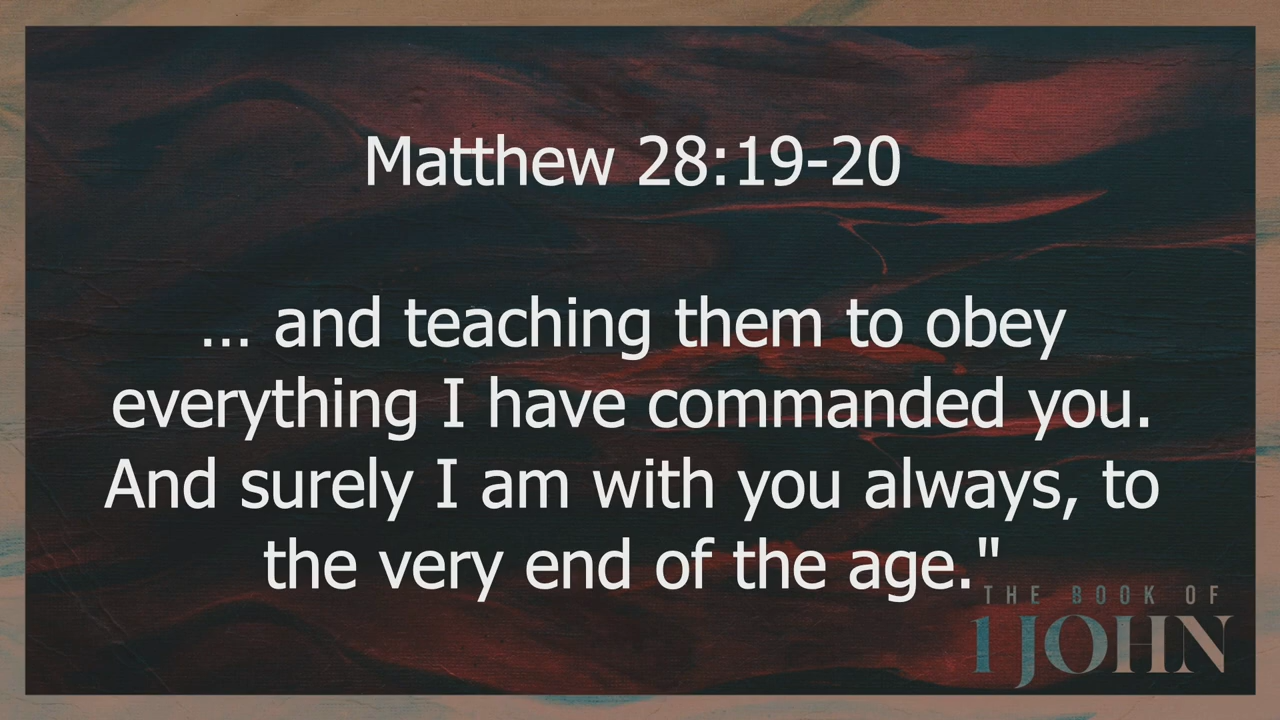 Matthew 28:19-20
... and teaching them to obey
everything I have commanded you.
And surely I am with you always, to
the very end of the age."
THE BOOK OF
1 JOHN